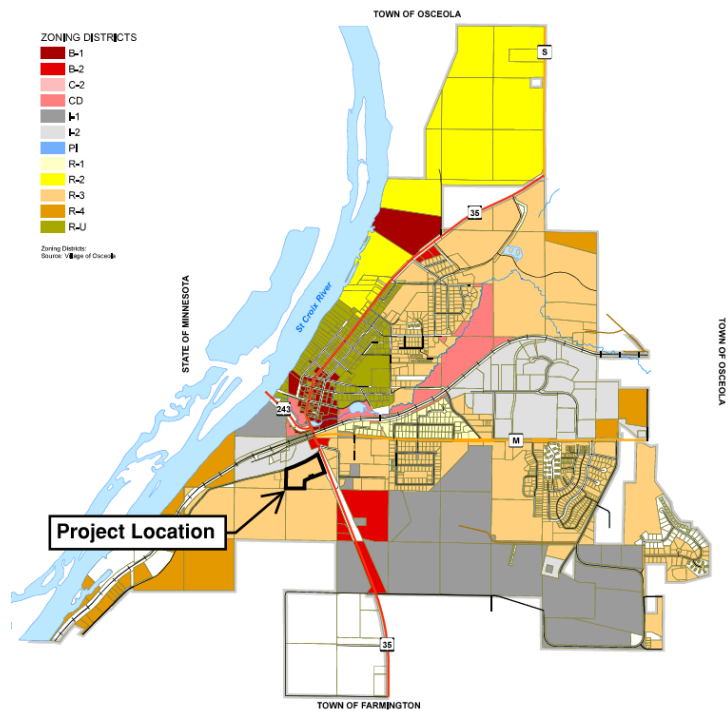 TOWN OF OSCEOLA
ZONING DISTRICTS
B-1
B-2
C-2
CD
I-1
I-2
PI
R-1
R-2
R-3
R-4
R-U
Zoning Districts:
Source: Village of Osceola
S
35
St Croix River
STATE OF MINNESOTA
TOWN OF OSCEOLA
243
M
Project Location
35
TOWN OF FARMINGTON